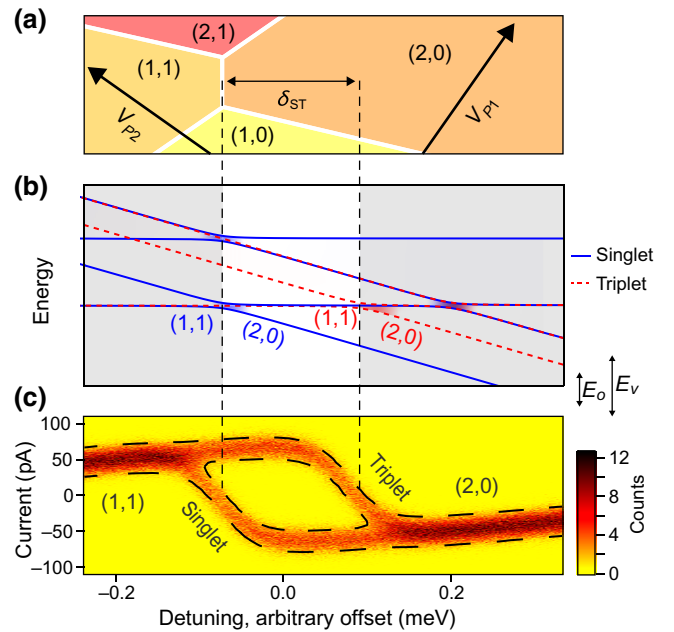 (a)
(2,1)
(1,1)
(2,0)
δST
VP2
VP1
(1,0)
(b)
Energy
Singlet
Triplet
(1,1)
(2,0)
(1,1)
(2,0)
Eo
Ev
(c)
Current (pA)
100
50
0
−50
−100
(1,1)
Singlet
Triplet
(2,0)
12
8
4
0
Counts
−0.2
0.0
0.2
Detuning, arbitrary offset (meV)